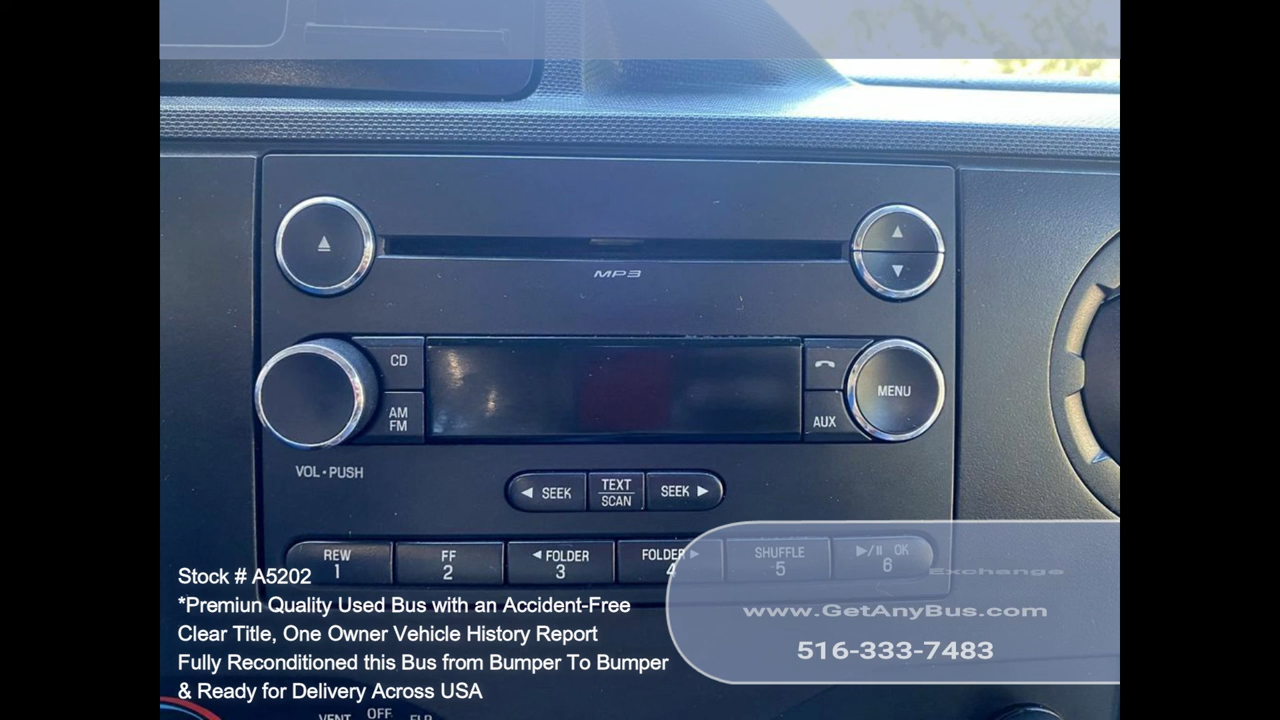 MP3
CD
AM
FM
AUX
MENU
VOL•PUSH
◄ SEEK
TEXT
SCAN
SEEK ►
REW
1
FF
2
◄FOLDER
3
FOLDER►
4
SHUFFLE
5
►/II OK
6
Exchange
www.GetAnyBus.com
516-333-7483
Stock # A5202
*Premiun Quality Used Bus with an Accident-Free
Clear Title, One Owner Vehicle History Report
Fully Reconditioned this Bus from Bumper To Bumper
& Ready for Delivery Across USA
VENT
OFF